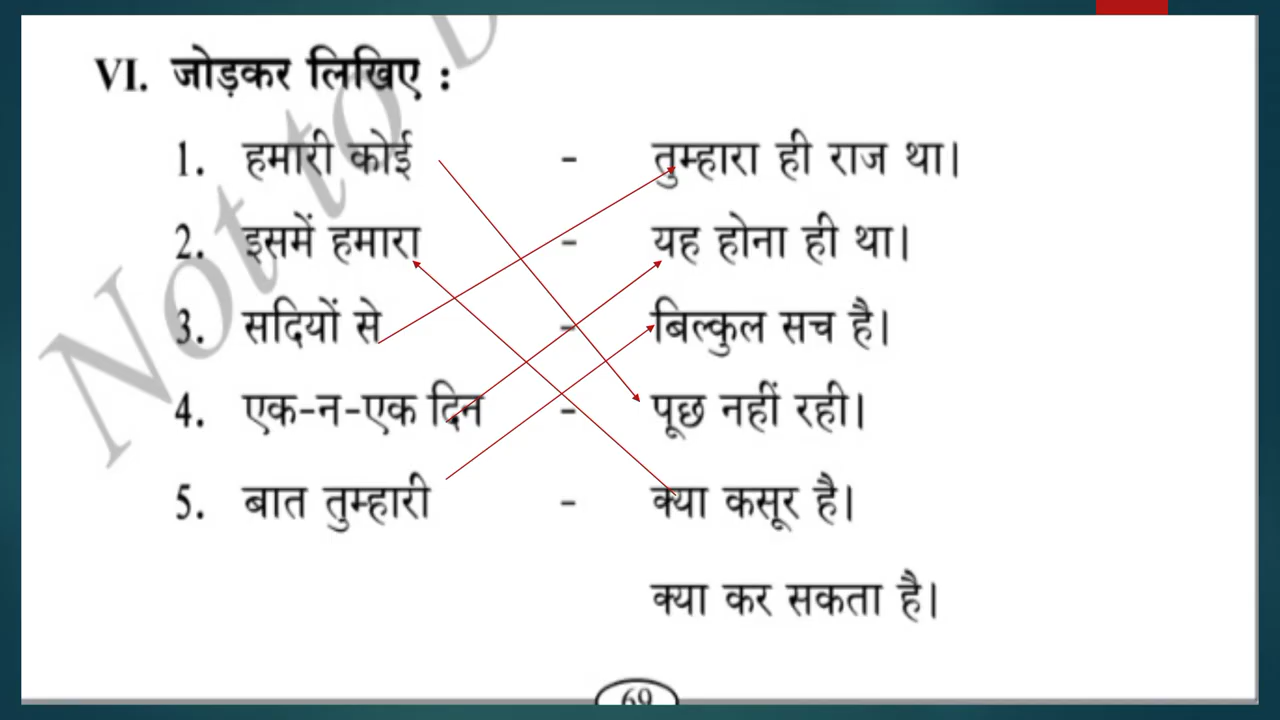 VI. जोड़कर लिखिए :
1. हमारी कोई - तुम्हारा ही राज था।
2. इसमें हमारा - यह होना ही था।
3. सदियों से - बिल्कुल सच है।
4. एक-न-एक दिन - पूछ नहीं रही।
5. बात तुम्हारी - क्या कसूर है।
क्या कर सकता है।
69